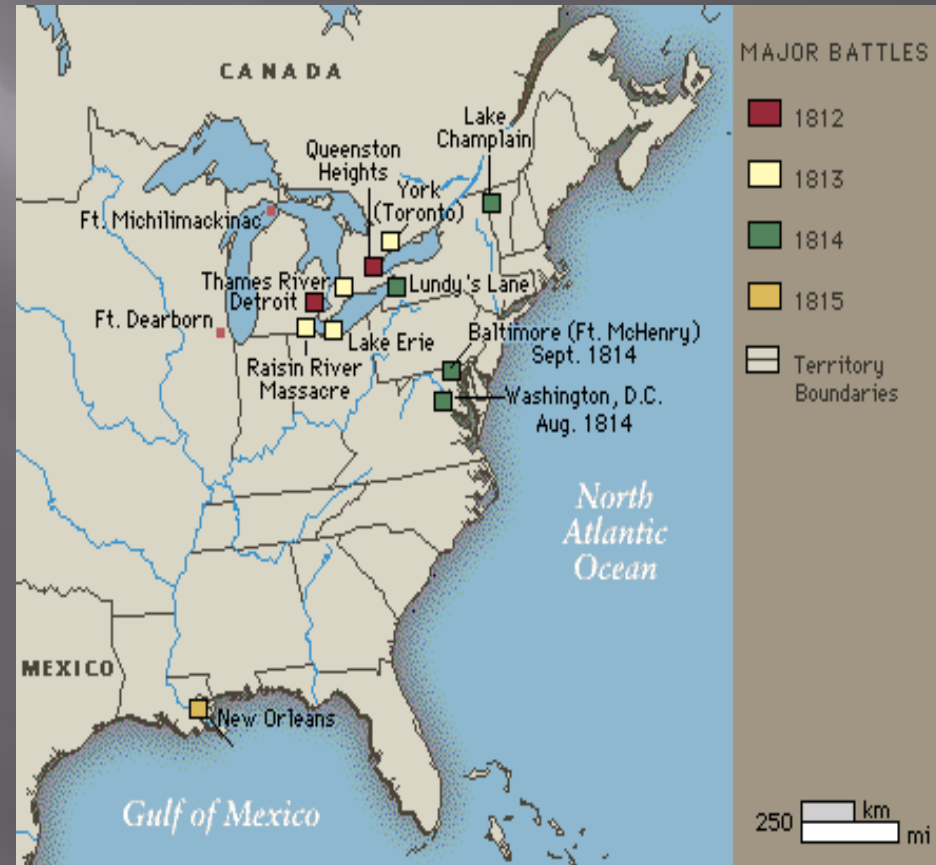 CANADA
Lake
Champlain
Queenston
Heights
York
(Toronto)
Ft. Michilimackinac
Thames River
Lundy's Lane
Detroit
Ft. Dearborn
Lake Erie
Raisin River
Massacre
Baltimore (Ft. McHenry)
Sept. 1814
Washington, D.C.
Aug. 1814
North
Atlantic
Ocean
MEXICO
New Orleans
Gulf of Mexico
MAJOR BATTLES
1812
1813
1814
1815
Territory
Boundaries
250 km
mi